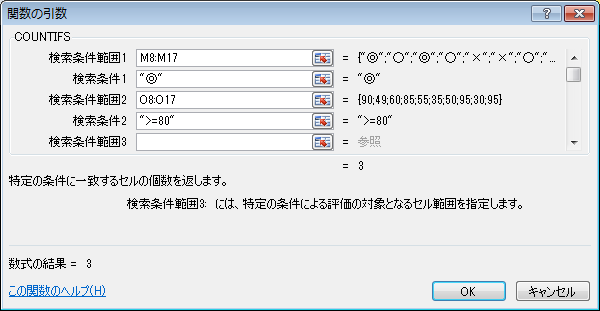 関数の引数
COUNTIFS
検索条件範囲1 M8:M17 = {"◎";"○";"◎";"○";"×";"×";"○";"...
検索条件1 "◎" = "◎"
検索条件範囲2 O8:O17 = {90;49;60;85;55;35;50;95;30;95}
検索条件2 ">=80" = ">=80"
検索条件範囲3 = 参照
= 3
特定の条件に一致するセルの個数を返します。
検索条件範囲3: には、特定の条件による評価の対象となるセル範囲を指定します。
数式の結果 = 3
この関数のヘルプ(H) OK キャンセル